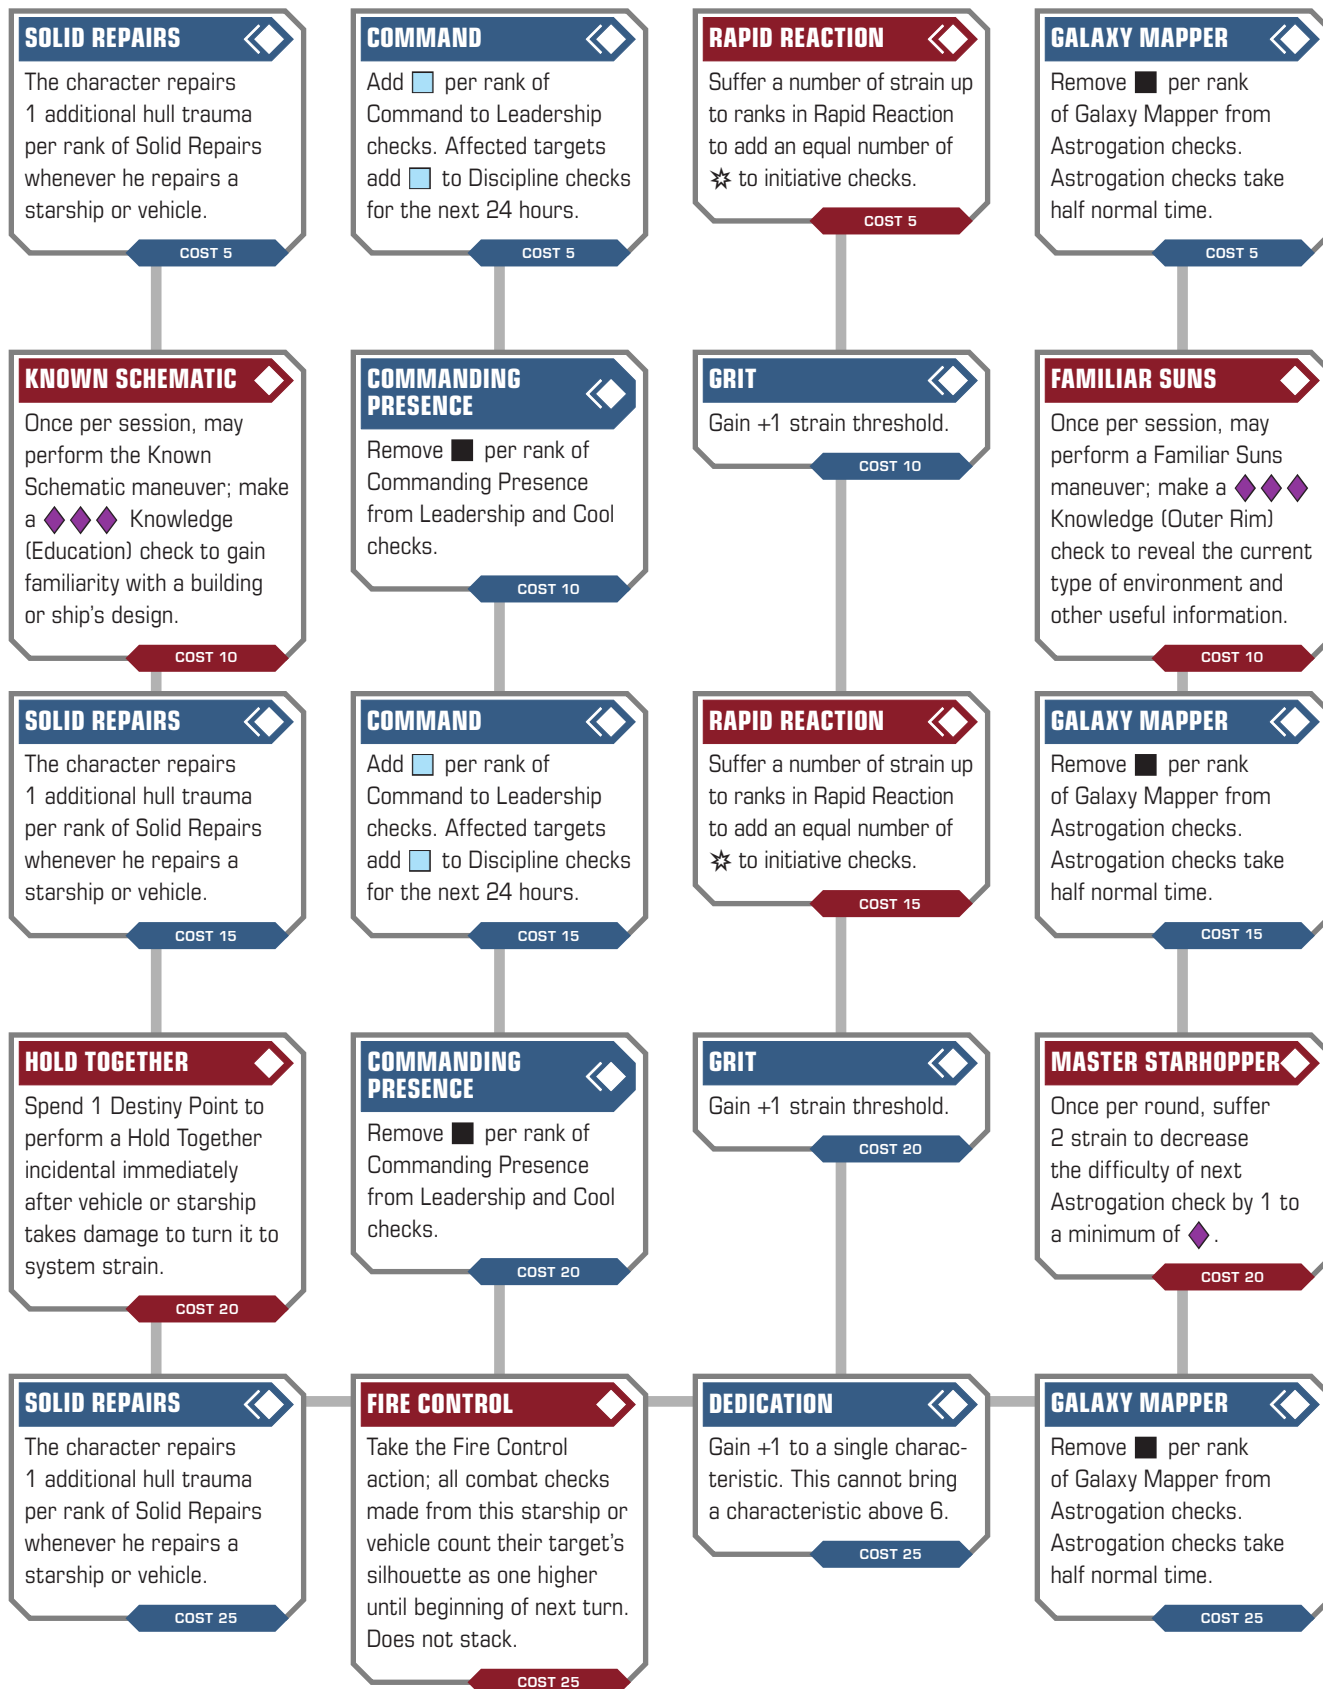 SOLID REPAIRS
The character repairs
1 additional hull trauma
per rank of Solid Repairs
whenever he repairs a
starship or vehicle.
COST 5
COMMAND
Add per rank of
Command to Leadership
checks. Affected targets
add to Discipline checks
for the next 24 hours.
COST 5
RAPID REACTION
Suffer a number of strain up
to ranks in Rapid Reaction
to add an equal number of
to initiative checks.
COST 5
GALAXY MAPPER
Remove per rank
of Galaxy Mapper from
Astrogation checks.
Astrogation checks take
half normal time.
COST 5
KNOWN SCHEMATIC
Once per session, may
perform the Known
Schematic maneuver; make
a Knowledge
(Education) check to gain
familiarity with a building
or ship's design.
COST 10
COMMANDING
PRESENCE
Remove per rank of
Commanding Presence
from Leadership and Cool
checks.
COST 10
GRIT
Gain +1 strain threshold.
COST 10
FAMILIAR SUNS
Once per session, may
perform a Familiar Suns
maneuver; make a
Knowledge (Outer Rim)
check to reveal the current
type of environment and
other useful information.
COST 10
SOLID REPAIRS
The character repairs
1 additional hull trauma
per rank of Solid Repairs
whenever he repairs a
starship or vehicle.
COST 15
COMMAND
Add per rank of
Command to Leadership
checks. Affected targets
add to Discipline checks
for the next 24 hours.
COST 15
RAPID REACTION
Suffer a number of strain up
to ranks in Rapid Reaction
to add an equal number of
to initiative checks.
COST 15
GALAXY MAPPER
Remove per rank
of Galaxy Mapper from
Astrogation checks.
Astrogation checks take
half normal time.
COST 15
HOLD TOGETHER
Spend 1 Destiny Point to
perform a Hold Together
incidental immediately
after vehicle or starship
takes damage to turn it to
system strain.
COST 20
COMMANDING
PRESENCE
Remove per rank of
Commanding Presence
from Leadership and Cool
checks.
COST 20
GRIT
Gain +1 strain threshold.
COST 20
MASTER STARHOPPER
Once per round, suffer
2 strain to decrease
the difficulty of next
Astrogation check by 1 to
a minimum of .
COST 20
SOLID REPAIRS
The character repairs
1 additional hull trauma
per rank of Solid Repairs
whenever he repairs a
starship or vehicle.
COST 25
FIRE CONTROL
Take the Fire Control
action; all combat checks
made from this starship or
vehicle count their target's
silhouette as one higher
until beginning of next turn.
Does not stack.
COST 25
DEDICATION
Gain +1 to a single charac-
teristic. This cannot bring
a characteristic above 6.
COST 25
GALAXY MAPPER
Remove per rank
of Galaxy Mapper from
Astrogation checks.
Astrogation checks take
half normal time.
COST 25